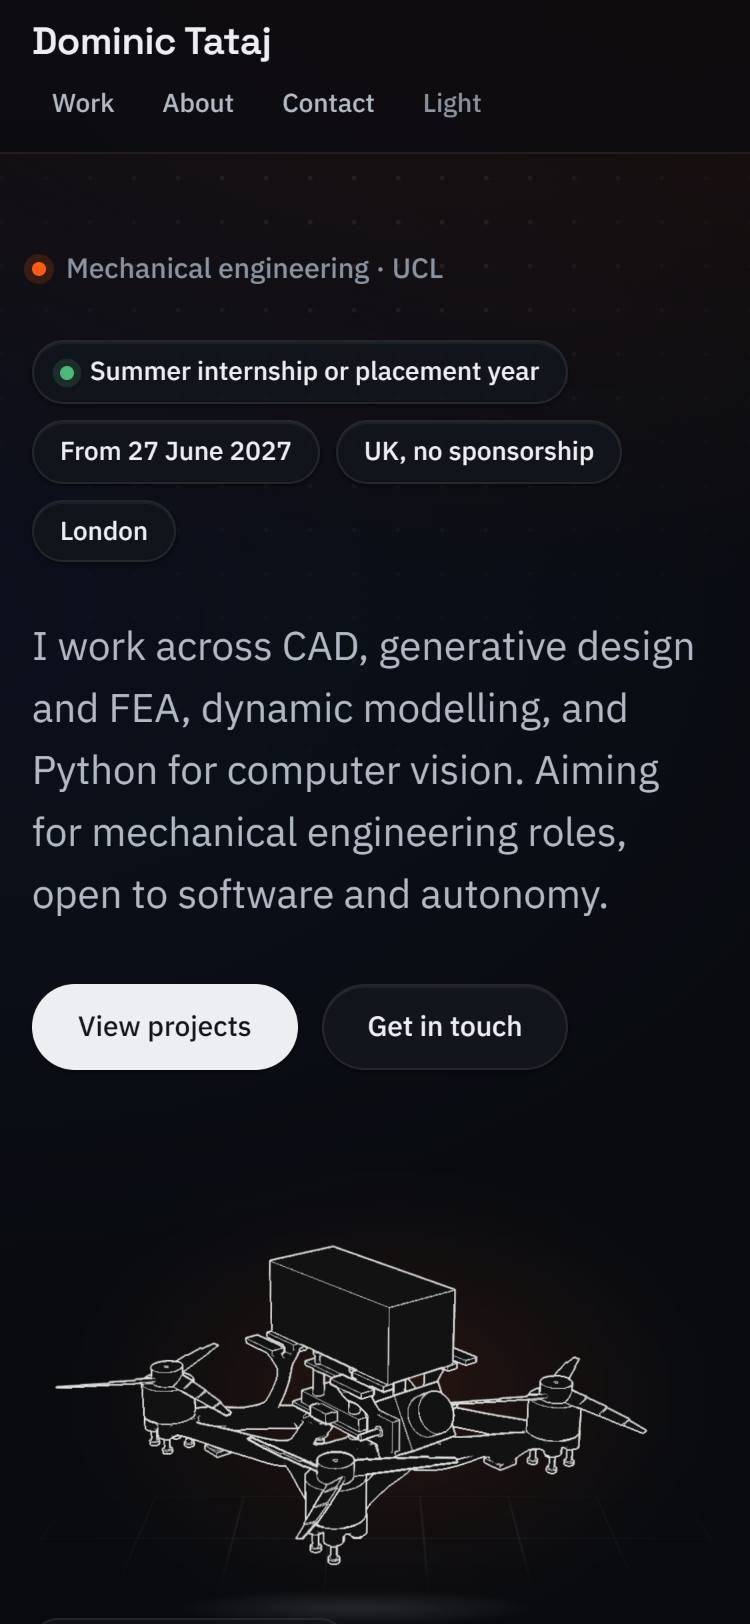 Dominic Tataj
Work About Contact Light
Mechanical engineering · UCL
Summer internship or placement year
From 27 June 2027 UK, no sponsorship
London
I work across CAD, generative design
and FEA, dynamic modelling, and
Python for computer vision. Aiming
for mechanical engineering roles,
open to software and autonomy.
View projects Get in touch